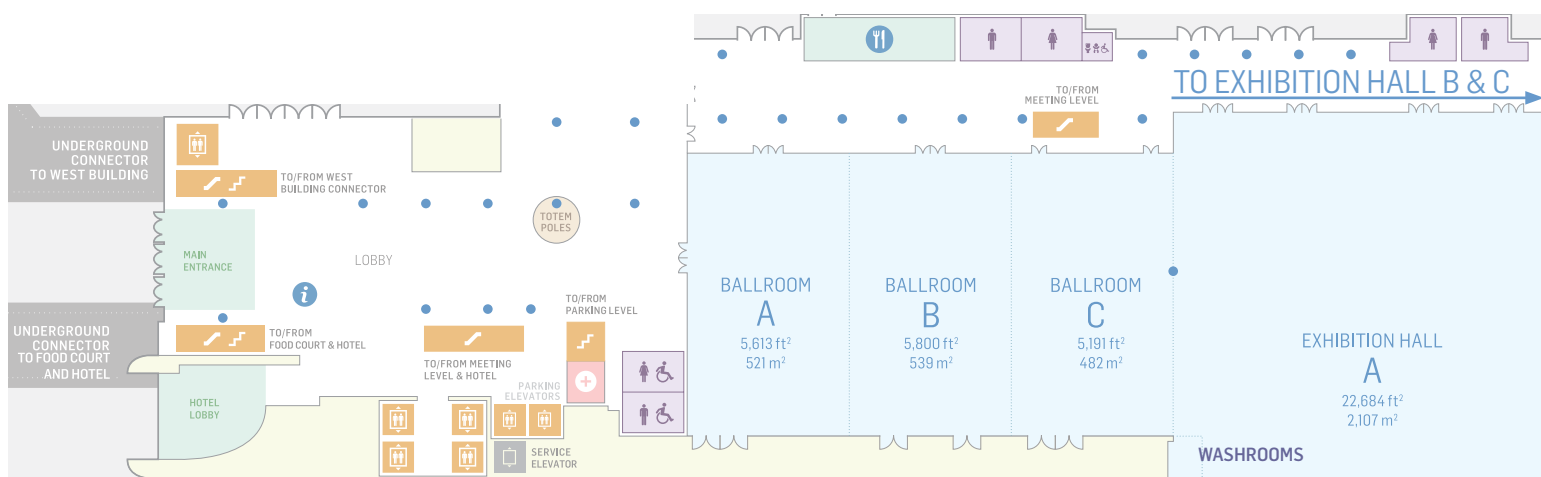 TO EXHIBITION HALL B & C
TO/FROM
MEETING LEVEL
UNDERGROUND
CONNECTOR
TO WEST BUILDING
TO/FROM WEST
BUILDING CONNECTOR
TOTEM
POLES
MAIN
ENTRANCE
LOBBY
i
TO/FROM
PARKING LEVEL
UNDERGROUND
CONNECTOR
TO FOOD COURT
AND HOTEL
TO/FROM
FOOD COURT & HOTEL
TO/FROM MEETING
LEVEL & HOTEL
PARKING
ELEVATORS
HOTEL
LOBBY
SERVICE
ELEVATOR
BALLROOM
A
5,613 ft²
521 m²
BALLROOM
B
5,800 ft²
539 m²
BALLROOM
C
5,191 ft²
482 m²
EXHIBITION HALL
A
22,684 ft²
2,107 m²
WASHROOMS